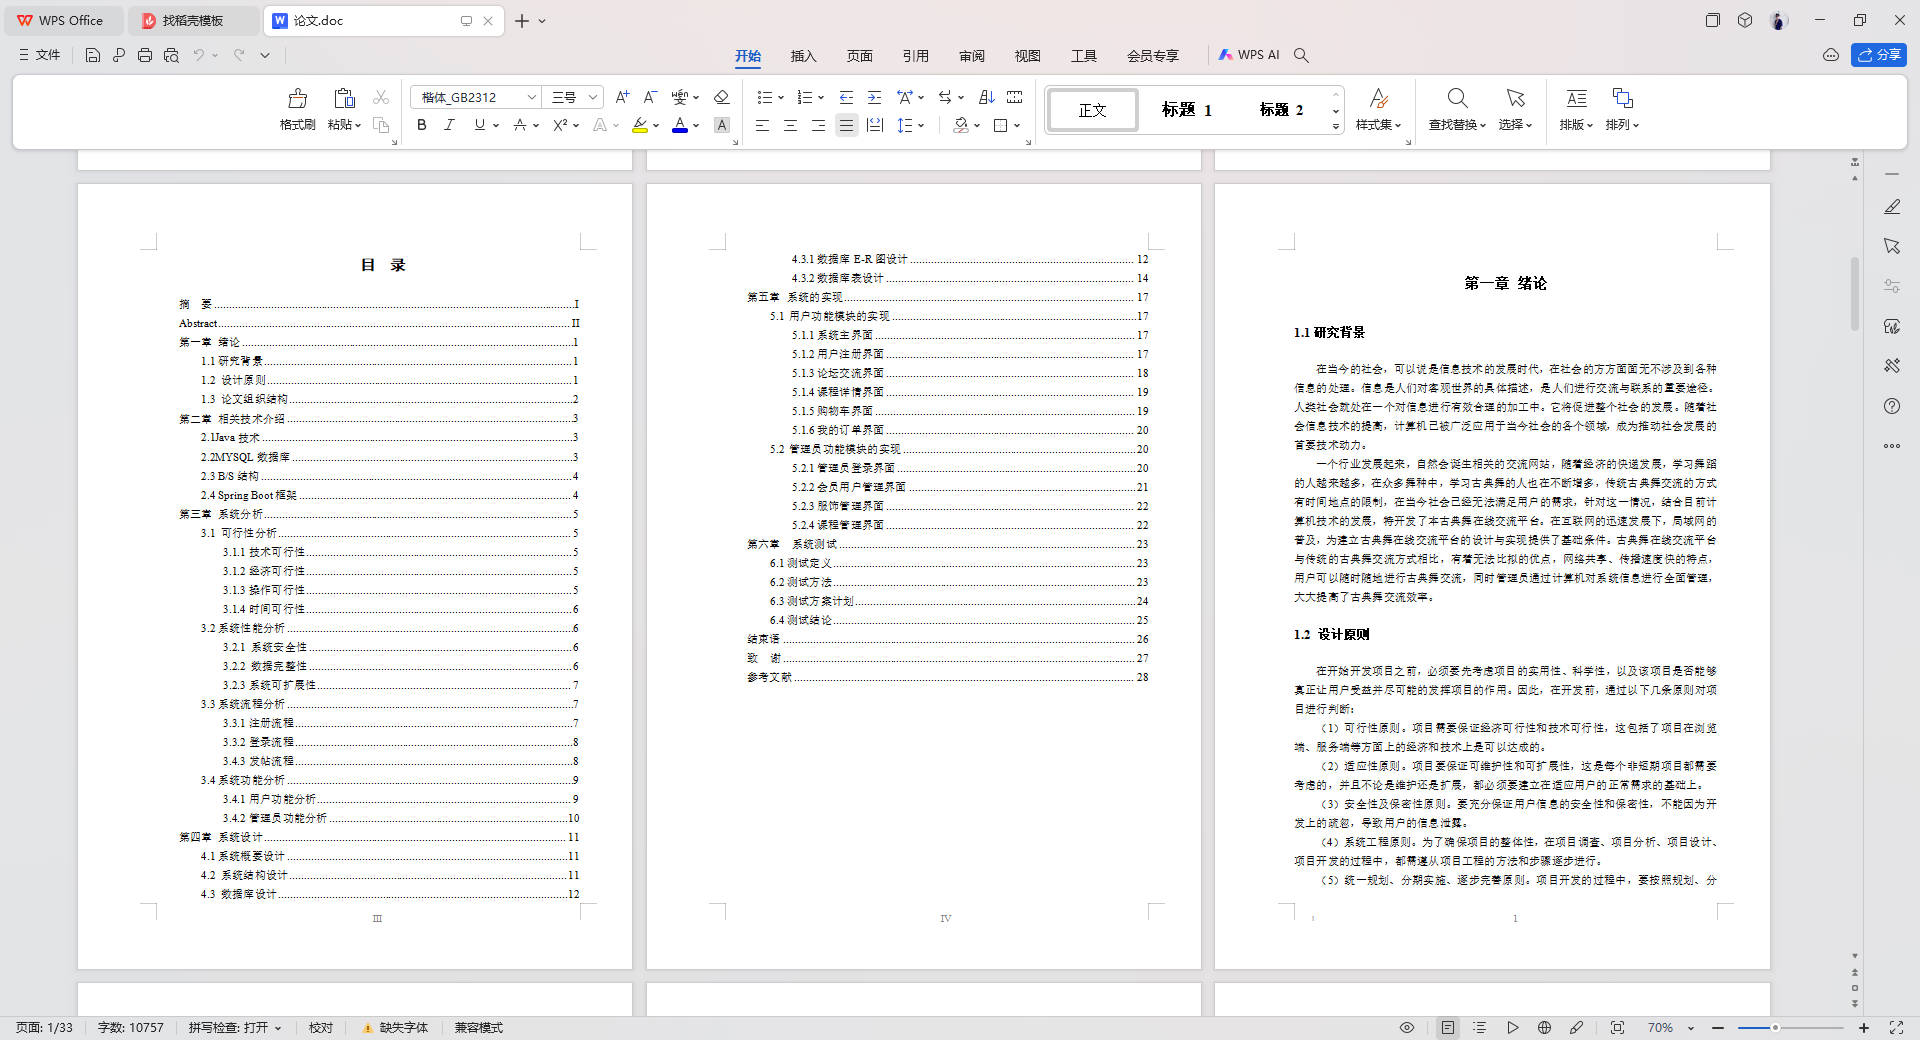 WPS Office
找稻壳模板
论文.doc
文件
开始
插入
页面
引用
审阅
视图
工具
会员专享
WPS AI
分享
格式刷
粘贴
楷体_GB2312
三号
正文
标题 1
标题 2
样式集
查找替换
选择
排版
排列
目 录
摘 要 I
Abstract II
第一章 绪论 1
1.1 研究背景 1
1.2 设计原则 1
1.3 论文组织结构 2
第二章 相关技术介绍 3
2.1Java 技术 3
2.2MYSQL 数据库 3
2.3 B/S 结构 4
2.4 Spring Boot 框架 4
第三章 系统分析 5
3.1 可行性分析 5
3.1.1 技术可行性 5
3.1.2 经济可行性 5
3.1.3 操作可行性 5
3.1.4 时间可行性 6
3.2 系统性能分析 6
3.2.1 系统安全性 6
3.2.2 数据完整性 6
3.2.3 系统可扩展性 7
3.3 系统流程分析 7
3.3.1 注册流程 7
3.3.2 登录流程 8
3.4.3 发帖流程 8
3.4 系统功能分析 9
3.4.1 用户功能分析 9
3.4.2 管理员功能分析 10
第四章 系统设计 11
4.1 系统概要设计 11
4.2 系统结构设计 11
4.3 数据库设计 12
III
4.3.1 数据库 E-R 图设计 12
4.3.2 数据库表设计 14
第五章 系统的实现 17
5.1 用户功能模块的实现 17
5.1.1 系统主界面 17
5.1.2 用户注册界面 17
5.1.3 论坛交流界面 18
5.1.4 课程详情界面 19
5.1.5 购物车界面 19
5.1.6 我的订单界面 20
5.2 管理员功能模块的实现 20
5.2.1 管理员登录界面 20
5.2.2 会员用户管理界面 21
5.2.3 服饰管理界面 22
5.2.4 课程管理界面 22
第六章 系统测试 23
6.1 测试定义 23
6.2 测试方法 23
6.3 测试方案计划 24
6.4 测试结论 25
结束语 26
致 谢 27
参考文献 28
IV
第一章 绪论
1.1 研究背景
在当今的社会，可以说是信息技术的发展时代，在社会的方方面面无不涉及到各种
信息的处理。信息是人们对客观世界的具体描述，是人们进行交流与联系的重要途径。
人类社会就处在一个对信息进行有效合理的加工中。它将促进整个社会的发展。随着社
会信息技术的提高，计算机已被广泛应用于当今社会的各个领域，成为推动社会发展的
首要技术动力。
一个行业发展起来，自然会诞生相关的交流网站，随着经济的快速发展，学习舞蹈
的人越来越多，在众多舞种中，学习古典舞的人也在不断增多，传统古典舞交流的方式
有时间地点的限制，在当今社会已经无法满足用户的需求，针对这一情况，结合目前计
算机技术的发展，特开发了本古典舞在线交流平台。在互联网的迅速发展下，局域网的
普及，为建立古典舞在线交流平台的设计与实现提供了基础条件。古典舞在线交流平台
与传统的古典舞交流方式相比，有着无法比拟的优点，网络共享、传播速度快的特点，
用户可以随时随地进行古典舞交流，同时管理员通过计算机对系统信息进行全面管理，
大大提高了古典舞交流效率。
1.2 设计原则
在开始开发项目之前，必须要先考虑项目的实用性、科学性，以及该项目是否能够
真正让用户受益并尽可能的发挥项目的作用。因此，在开发前，通过以下几条原则对项
目进行判断：
（1）可行性原则。项目需要保证经济可行性和技术可行性，这包括了项目在浏览
端、服务端等方面上的经济和技术上是可以达成的。
（2）适应性原则。项目要保证可维护性和可扩展性，这是每个非短期项目都需要
考虑的，并且不论是维护还是扩展，都必须要建立在适应用户的正常需求的基础上。
（3）安全性及保密性原则。要充分保证用户信息的安全性和保密性，不能因为开
发上的疏忽，导致用户的信息泄露。
（4）系统工程原则。为了确保项目的整体性，在项目调查、项目分析、项目设计、
项目开发的过程中，都需遵从项目工程的方法和步骤逐步进行。
（5）统一规划、分期实施、逐步完善原则。项目开发的过程中，要按照规划、分
1
页面: 1/33
字数: 10757
拼写检查: 打开
校对
缺失字体
兼容模式
70%